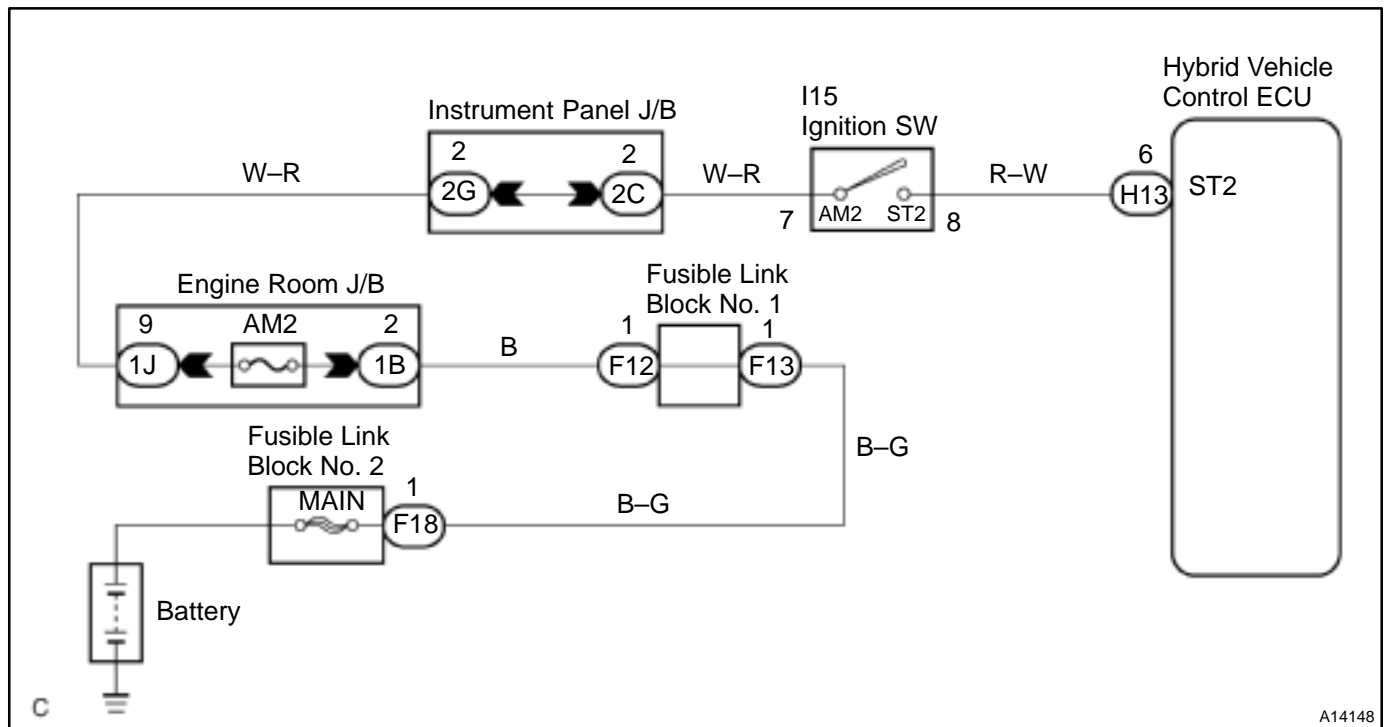 Hybrid Vehicle
Control ECU
I15
Ignition SW
Instrument Panel J/B
2
2
W–R
2G
2C
W–R
7
AM2
ST2
8
R–W
6
H13
ST2
Engine Room J/B
9
AM2
2
1J
1B
B
Fusible Link
Block No. 1
1
1
F12
F13
B–G
Fusible Link
Block No. 2
MAIN
1
F18
B–G
Battery
C
A14148